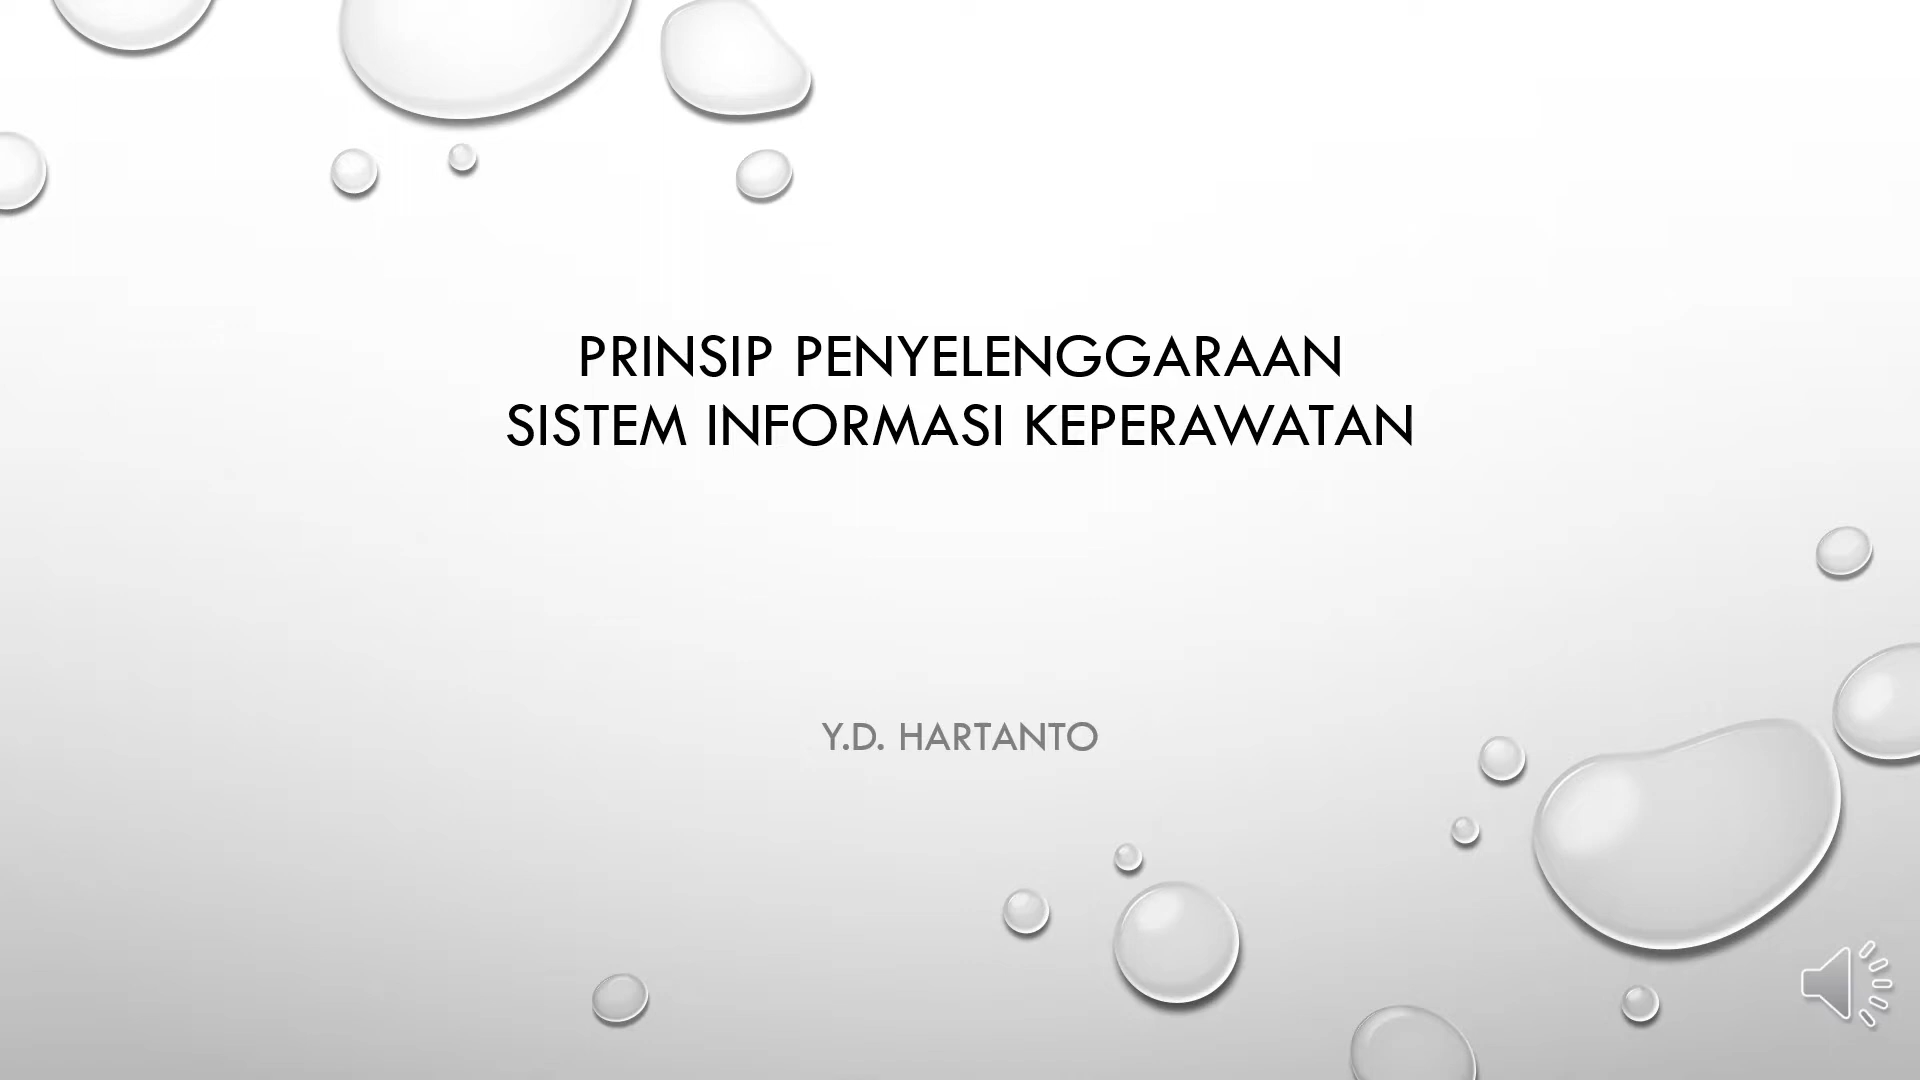 PRINSIP PENYELENGGARAAN
SISTEM INFORMASI KEPERAWATAN
Y.D. HARTANTO